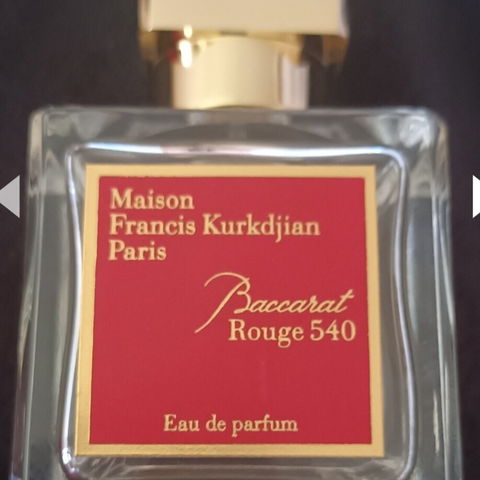 Maison
Francis Kurkdjian
Paris
Baccarat
Rouge 540
Eau de parfum